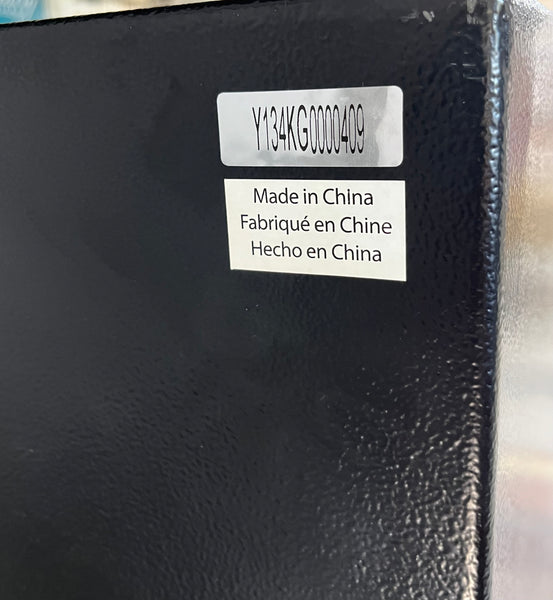 Y134KG0000409
Made in China
Fabriqué en Chine
Hecho en China